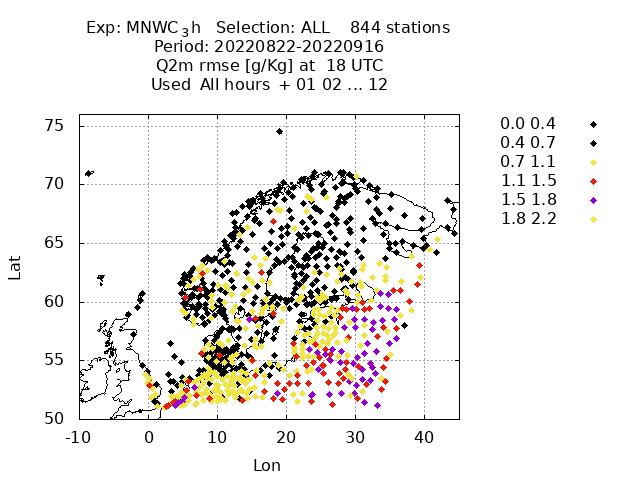 Exp: MNWC_3h   Selection: ALL    844 stations
Period: 20220822-20220916
Q2m rmse [g/Kg] at  18 UTC
Used  All hours  + 01 02 ... 12
0.0 0.4
0.4 0.7
0.7 1.1
1.1 1.5
1.5 1.8
1.8 2.2
75
70
65
60
55
50
Lat
-10 0 10 20 30 40
Lon